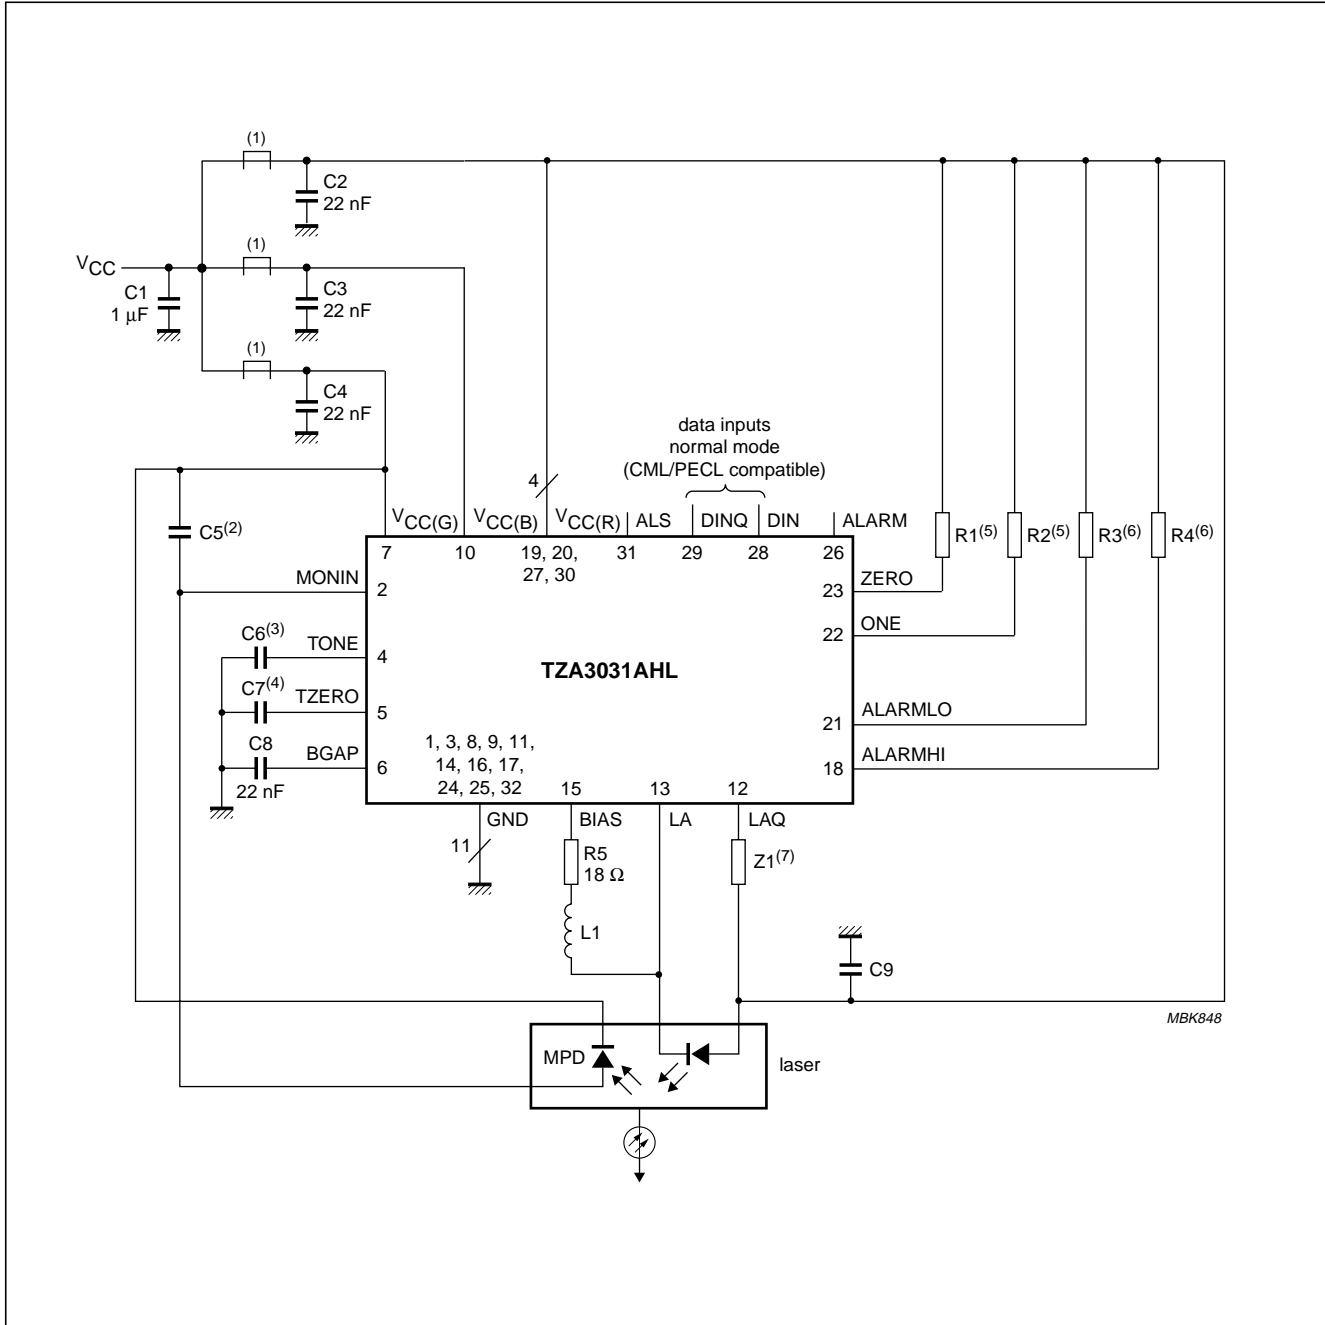 (1)
C2
22 nF
(1)
VCC
C1
1 μF
C3
22 nF
(1)
C4
22 nF
data inputs
normal mode
(CML/PECL compatible)
4
C5(2)
VCC(G)
VCC(B)
VCC(R)
ALS
DINQ
DIN
ALARM
R1(5)
R2(5)
R3(6)
R4(6)
7
10
19, 20,
27, 30
31
29
28
26
MONIN
2
23
ZERO
22
ONE
C6(3)
TONE
4
TZA3031AHL
C7(4)
TZERO
5
21
ALARMLO
C8
22 nF
BGAP
6
1, 3, 8, 9, 11,
14, 16, 17,
24, 25, 32
15
13
12
18
ALARMHI
GND
BIAS
LA
LAQ
11
R5
18 Ω
Z1(7)
L1
C9
MBK848
MPD
laser